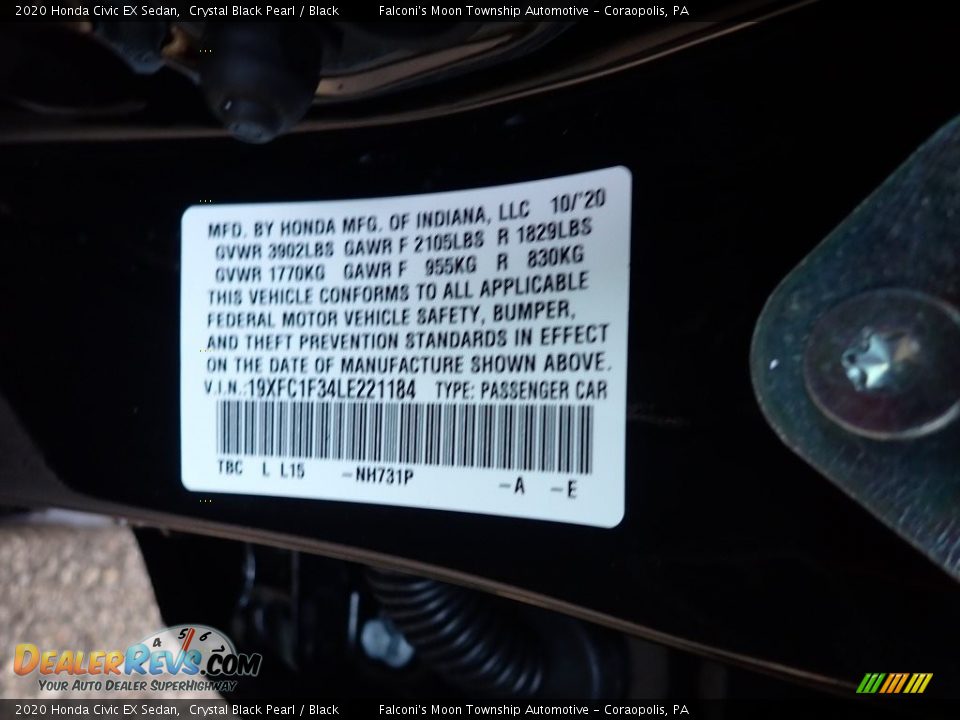 2020 Honda Civic EX Sedan,  Crystal Black Pearl / Black        Falconi's Moon Township Automotive - Coraopolis, PA
MFD. BY HONDA MFG. OF INDIANA, LLC 10/'20
GVWR 3902LBS GAWR F 2105LBS R 1829LBS
GVWR 1770KG GAWR F 955KG R 830KG
THIS VEHICLE CONFORMS TO ALL APPLICABLE
FEDERAL MOTOR VEHICLE SAFETY, BUMPER,
AND THEFT PREVENTION STANDARDS IN EFFECT
ON THE DATE OF MANUFACTURE SHOWN ABOVE.
V.I.N.:19XFC1F34LE221184 TYPE: PASSENGER CAR
TBC L L15 -NH731P -A -E
4 5 6 7
DEALERREVS.COM
YOUR AUTO DEALER SUPERHIGHWAY
2020 Honda Civic EX Sedan,  Crystal Black Pearl / Black        Falconi's Moon Township Automotive - Coraopolis, PA